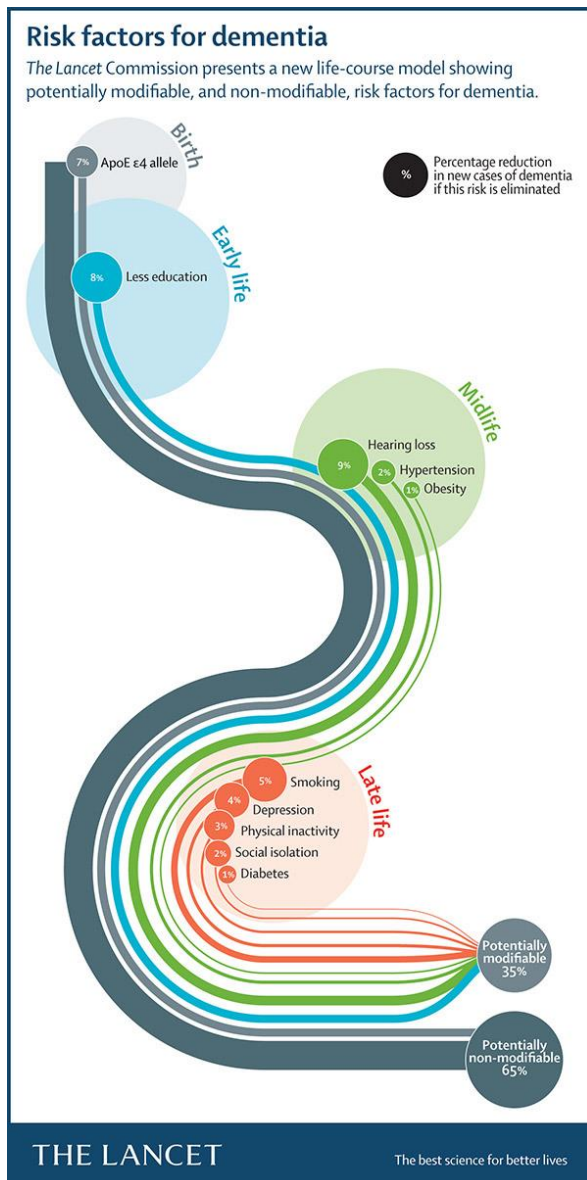 Risk factors for dementia
The Lancet Commission presents a new life-course model showing
potentially modifiable, and non-modifiable, risk factors for dementia.
Birth
7%
ApoE ε4 allele
%
Percentage reduction
in new cases of dementia
if this risk is eliminated
Early life
8%
Less education
Midlife
Hearing loss
9%
2%
Hypertension
1%
Obesity
Late life
5%
Smoking
4%
Depression
3%
Physical inactivity
2%
Social isolation
1%
Diabetes
Potentially
modifiable
35%
Potentially
non-modifiable
65%
THE LANCET
The best science for better lives